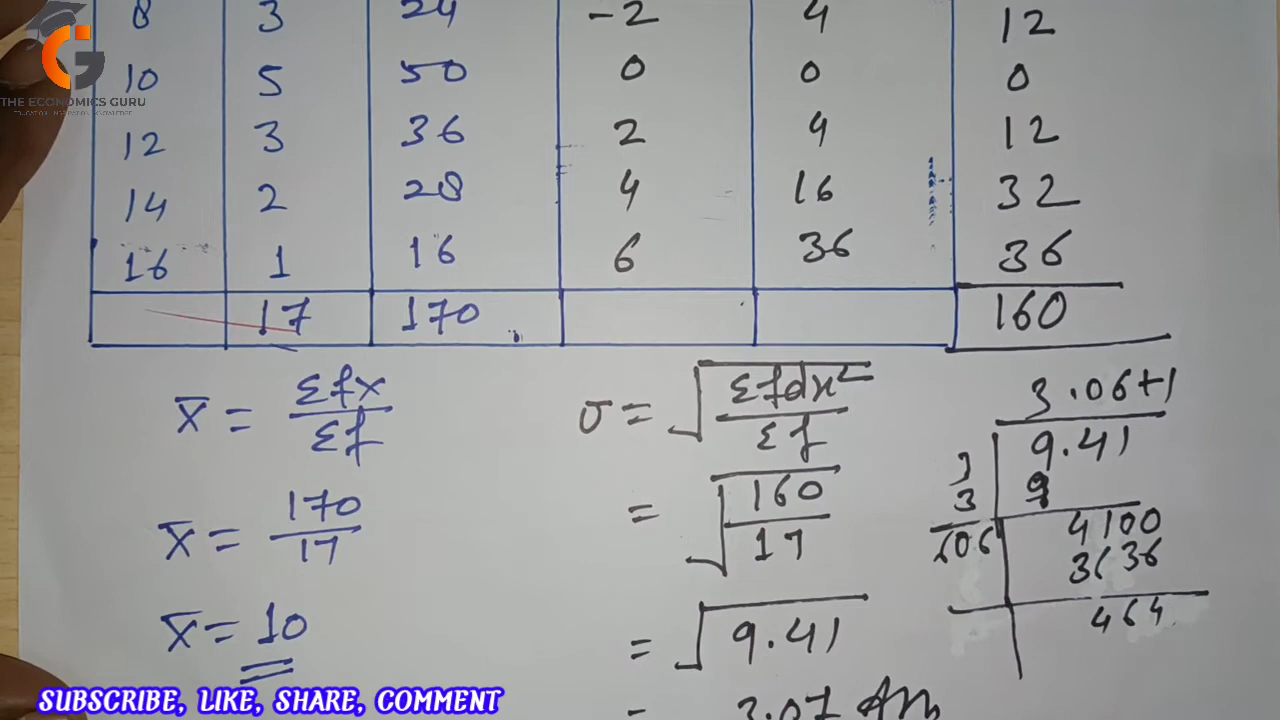 8 3 24 -2 4 12
10 5 50 0 0 0
12 3 36 2 4 12
14 2 28 4 16 32
16 1 16 6 36 36
17 170 160
THE ECONOMICS GURU
x̄ = Σfx / Σf
σ = √(Σfdx² / Σf)
3.06+1
3 9.41
3 9
606 4100
3636
464
x̄ = 170 / 17
= √(160 / 17)
x̄ = 10
= √9.41
= 3.07 Ans
SUBSCRIBE, LIKE, SHARE, COMMENT